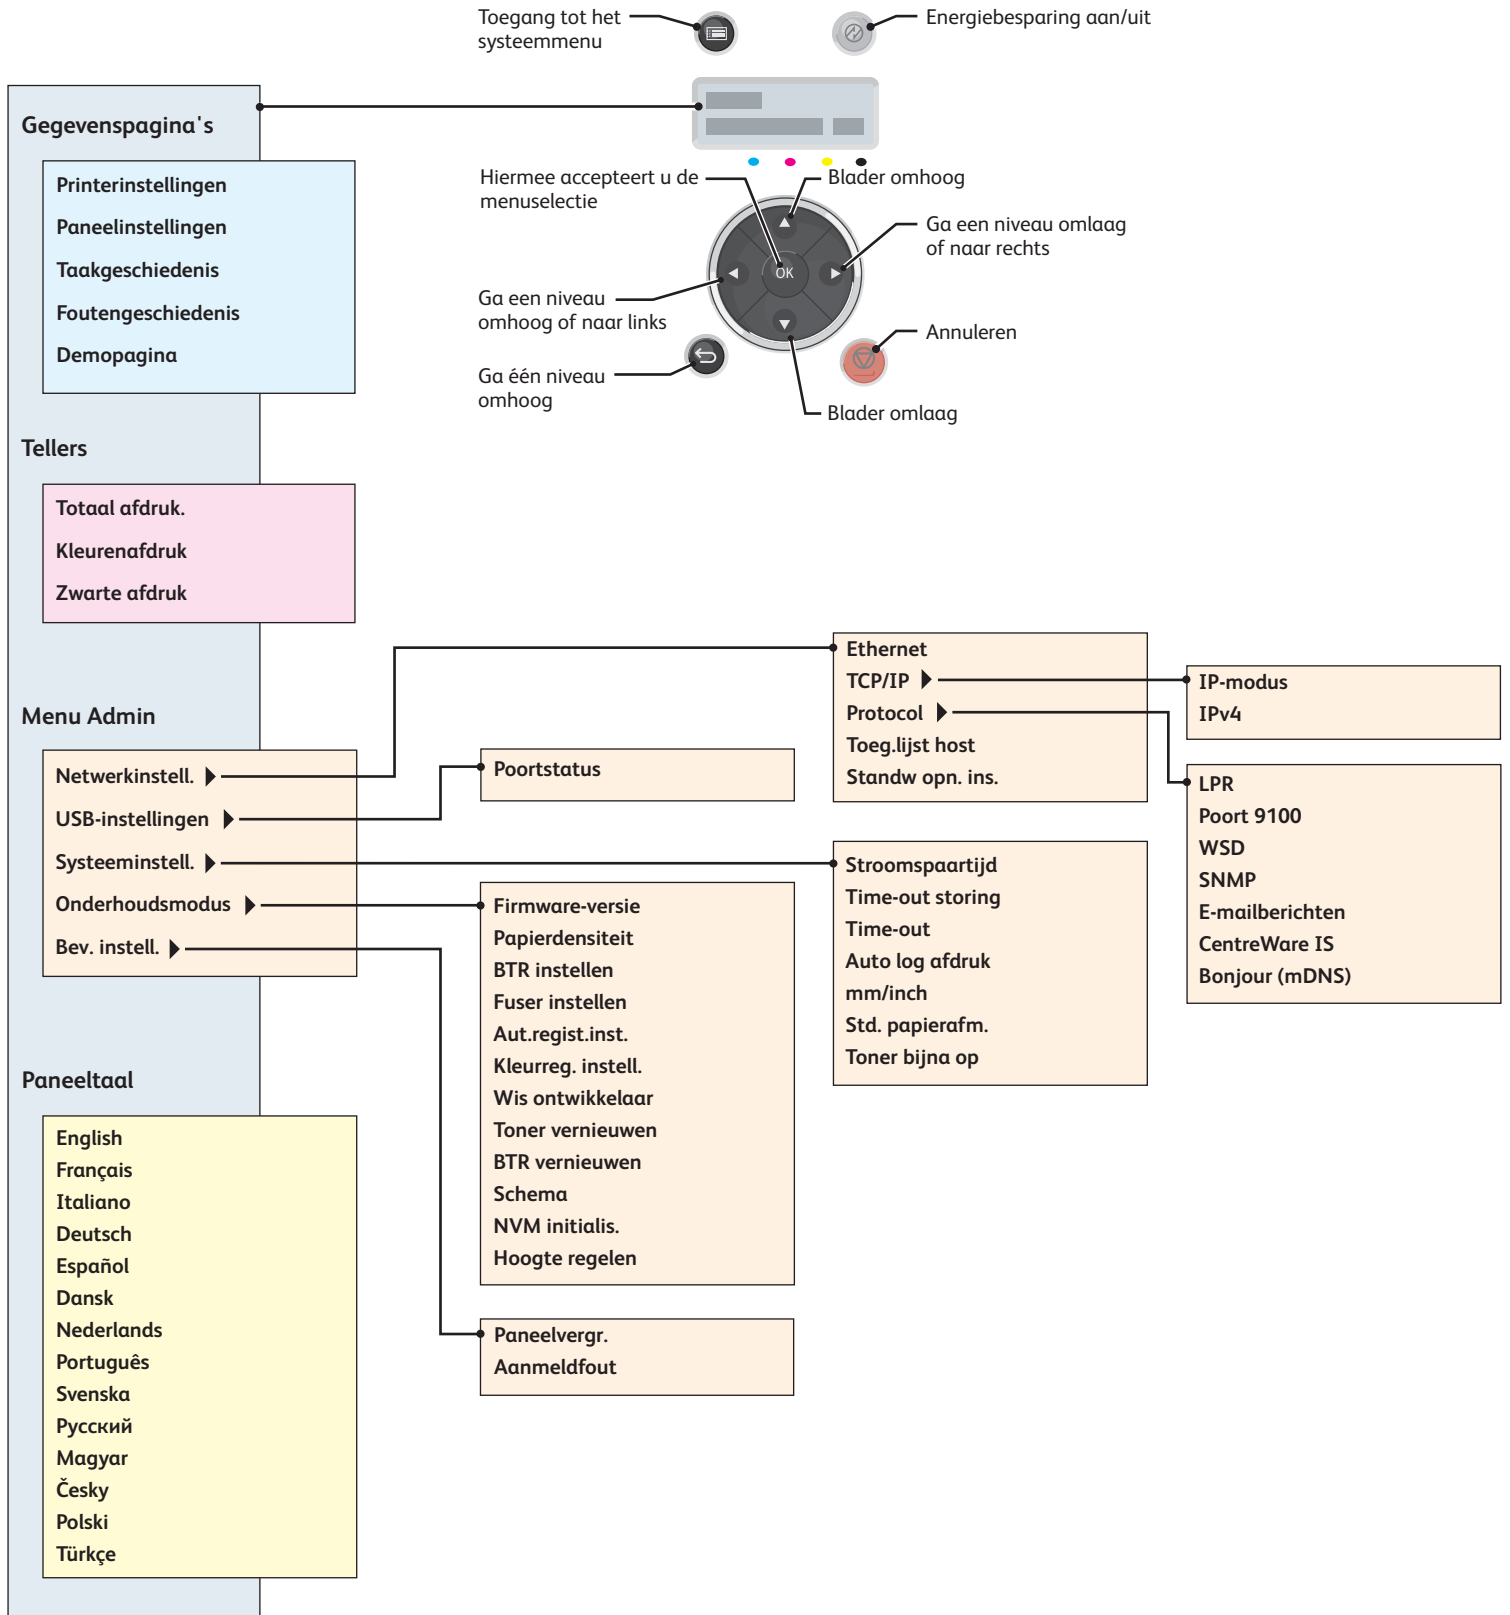 Toegang tot het
systeemmenu
Energiebesparing aan/uit
Hiermee accepteert u de
menuselectie
Blader omhoog
Ga een niveau omlaag
of naar rechts
OK
Ga een niveau
omhoog of naar links
Annuleren
Ga één niveau
omhoog
Blader omlaag
Gegevenspagina's
Printerinstellingen
Paneelinstellingen
Taakgeschiedenis
Foutengeschiedenis
Demopagina
Tellers
Totaal afdruk.
Kleurenafdruk
Zwarte afdruk
Menu Admin
Netwerkinstell.
USB-instellingen
Systeeminstell.
Onderhoudsmodus
Bev. instell.
Poortstatus
Ethernet
TCP/IP
Protocol
Toeg.lijst host
Standw opn. ins.
IP-modus
IPv4
LPR
Poort 9100
WSD
SNMP
E-mailberichten
CentreWare IS
Bonjour (mDNS)
Stroomspaartijd
Time-out storing
Time-out
Auto log afdruk
mm/inch
Std. papierafm.
Toner bijna op
Firmware-versie
Papierdensiteit
BTR instellen
Fuser instellen
Aut.regist.inst.
Kleurreg. instell.
Wis ontwikkelaar
Toner vernieuwen
BTR vernieuwen
Schema
NVM initialis.
Hoogte regelen
Paneelvergr.
Aanmeldfout
Paneeltaal
English
Français
Italiano
Deutsch
Español
Dansk
Nederlands
Português
Svenska
Русский
Magyar
Česky
Polski
Türkçe